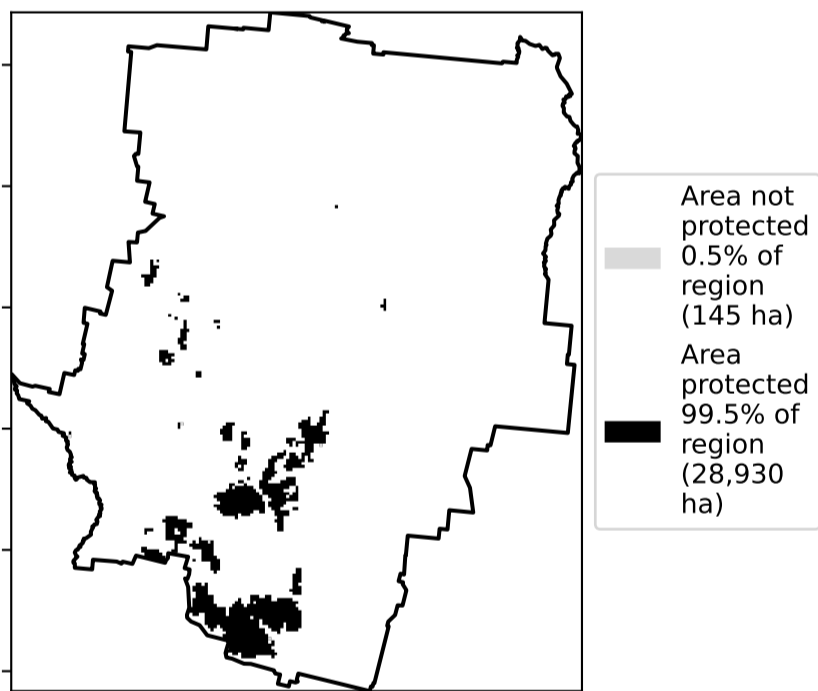 Area not
protected
0.5% of
region
(145 ha)
Area
protected
99.5% of
region
(28,930
ha)